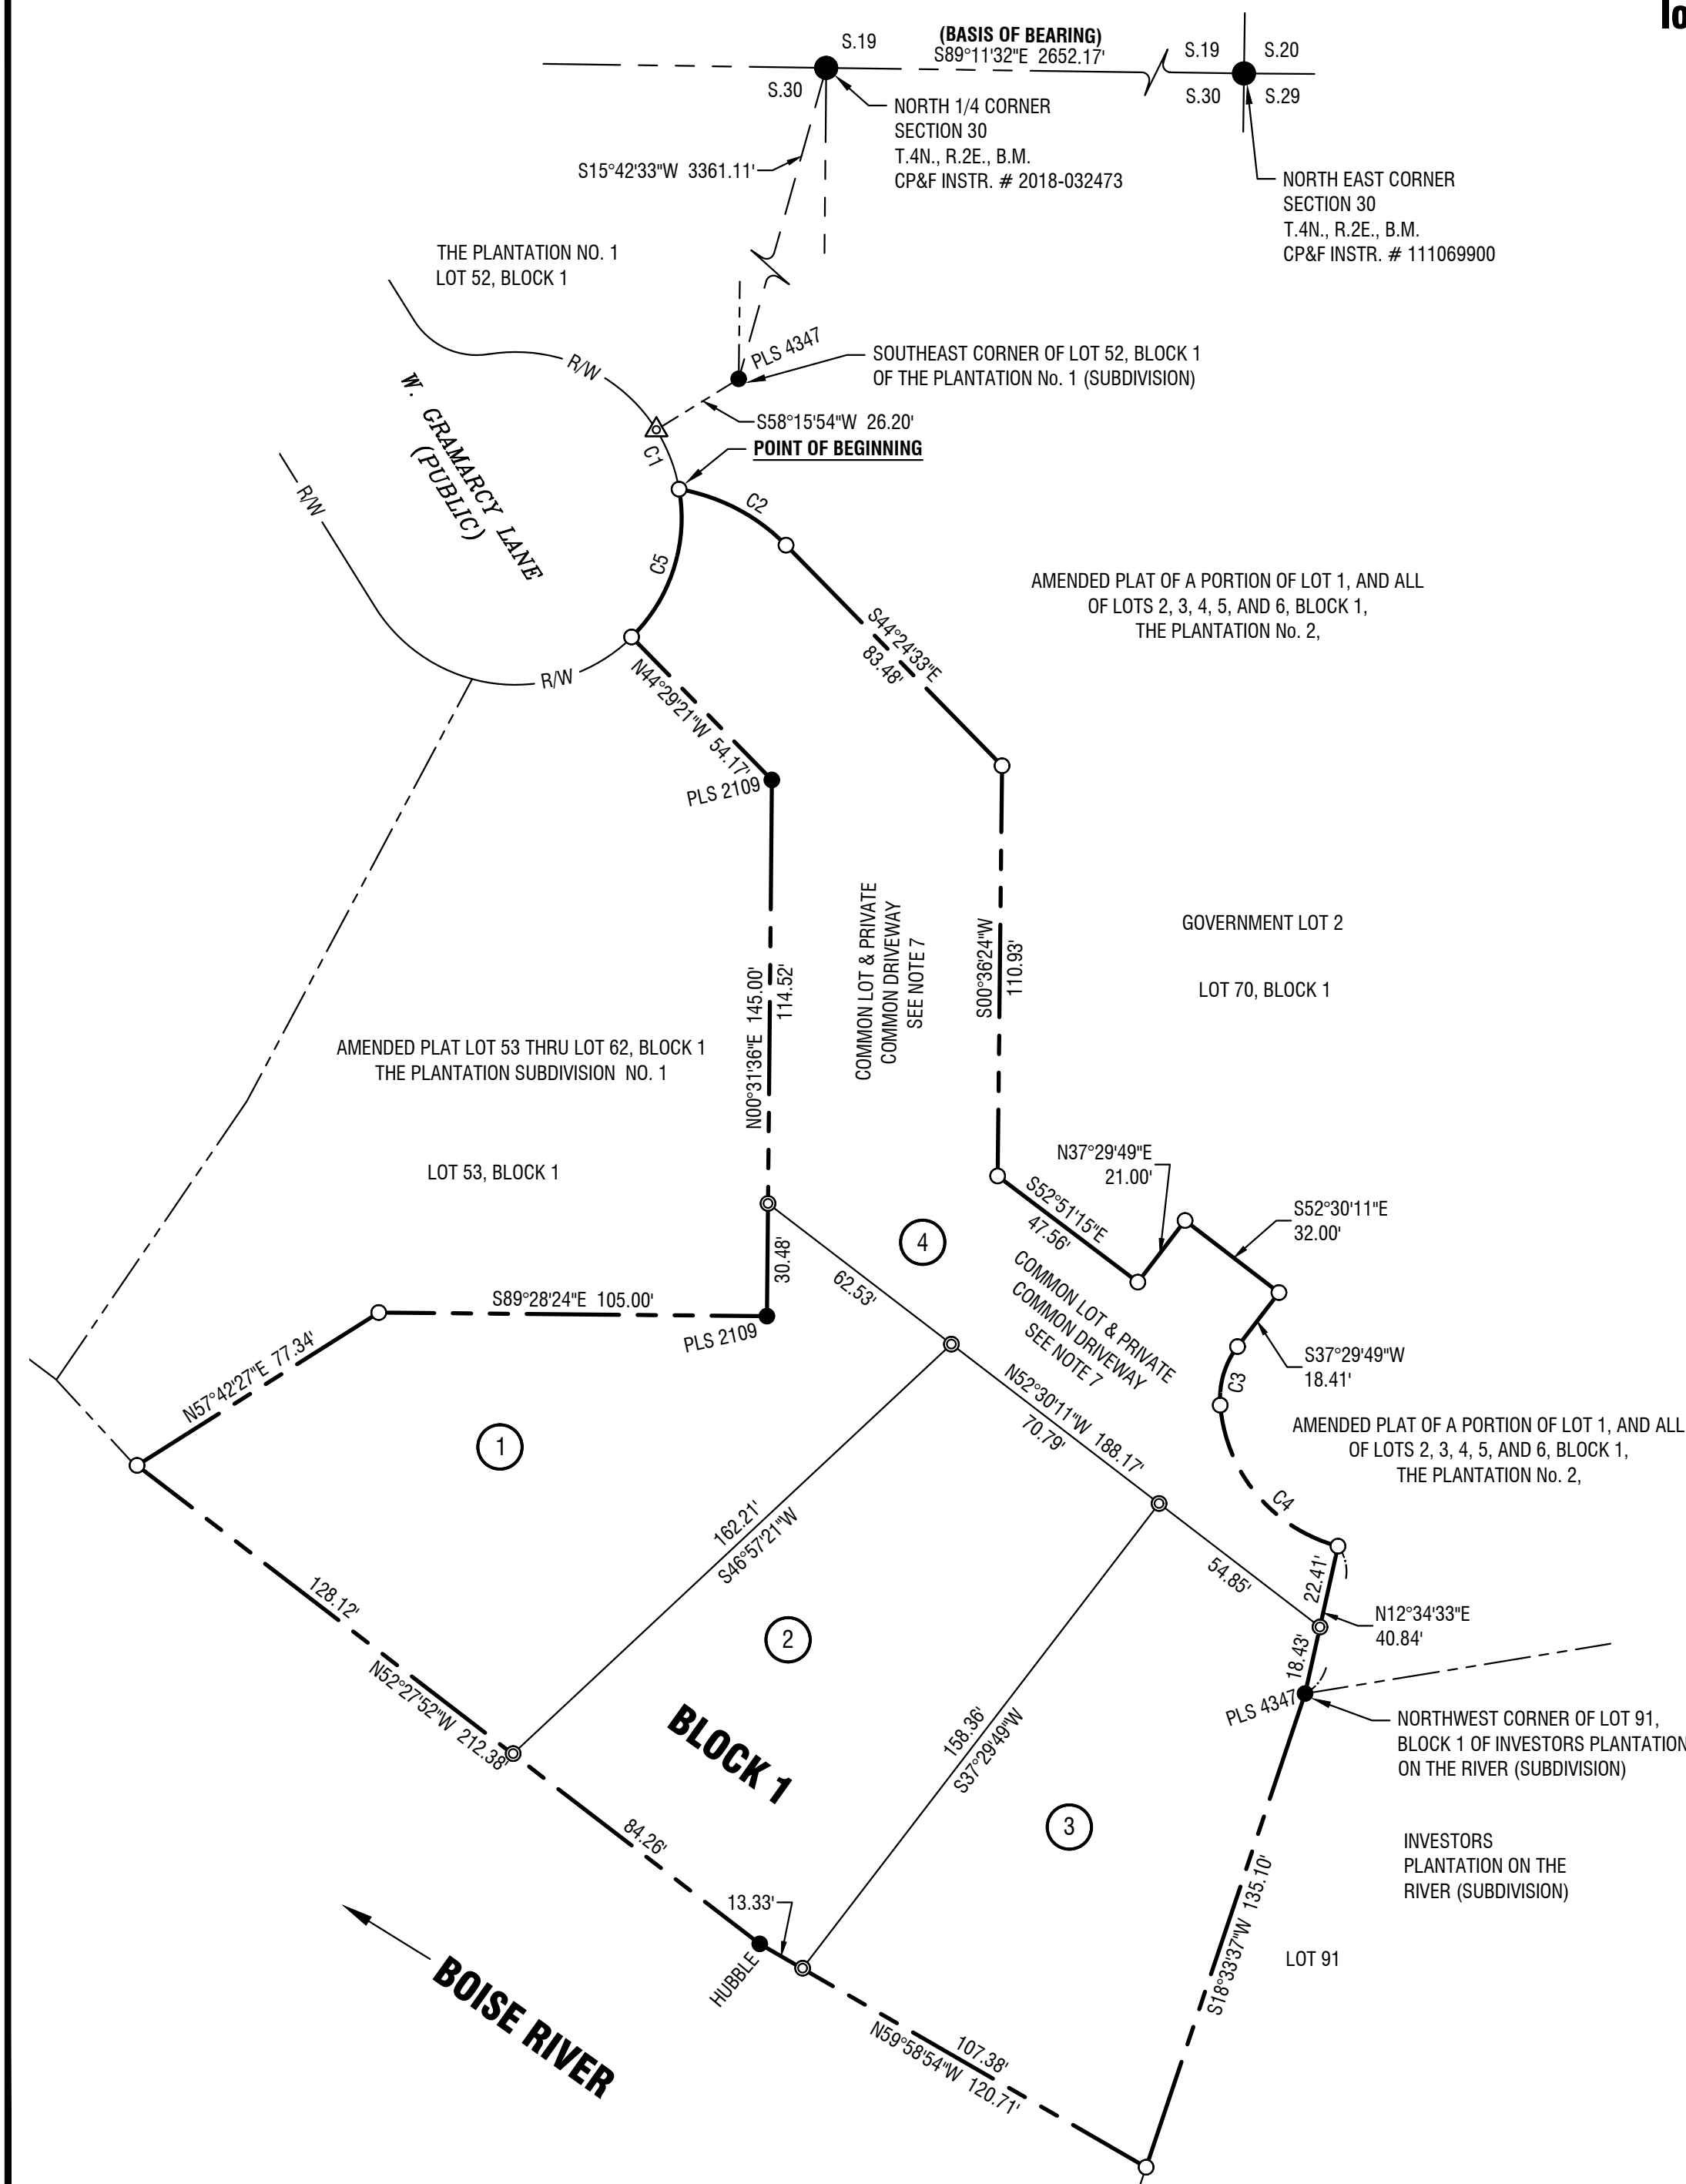 lo
(BASIS OF BEARING)
S89°11'32"E 2652.17'
S.19
S.19
S.20
S.30
S.30
S.29
NORTH 1/4 CORNER
SECTION 30
T.4N., R.2E., B.M.
CP&F INSTR. # 2018-032473
NORTH EAST CORNER
SECTION 30
T.4N., R.2E., B.M.
CP&F INSTR. # 111069900
S15°42'33"W 3361.11'
THE PLANTATION NO. 1
LOT 52, BLOCK 1
PLS 4347
SOUTHEAST CORNER OF LOT 52, BLOCK 1
OF THE PLANTATION No. 1 (SUBDIVISION)
R/W
S58°15'54"W 26.20'
POINT OF BEGINNING
C1
W. GRAMARCY LANE
(PUBLIC)
R/W
C2
C5
R/W
AMENDED PLAT OF A PORTION OF LOT 1, AND ALL
OF LOTS 2, 3, 4, 5, AND 6, BLOCK 1,
THE PLANTATION No. 2,
S44°24'33"E
83.48'
N44°29'21"W 54.17'
PLS 2109
COMMON LOT & PRIVATE
COMMON DRIVEWAY
SEE NOTE 7
S00°36'24"W
110.93'
GOVERNMENT LOT 2
LOT 70, BLOCK 1
N00°31'36"E 145.00'
114.52'
AMENDED PLAT LOT 53 THRU LOT 62, BLOCK 1
THE PLANTATION SUBDIVISION NO. 1
LOT 53, BLOCK 1
N37°29'49"E
21.00'
S52°51'15"E
47.56'
S52°30'11"E
32.00'
4
30.48'
62.53'
COMMON LOT & PRIVATE
COMMON DRIVEWAY
SEE NOTE 7
S89°28'24"E 105.00'
PLS 2109
S37°29'49"W
18.41'
C3
N57°42'27"E 77.34'
N52°30'11"W 188.17'
70.79'
1
AMENDED PLAT OF A PORTION OF LOT 1, AND ALL
OF LOTS 2, 3, 4, 5, AND 6, BLOCK 1,
THE PLANTATION No. 2,
C4
162.21'
S46°57'21"W
54.85'
22.41'
N12°34'33"E
40.84'
128.12'
2
18.43'
PLS 4347
N52°27'52"W 212.38'
BLOCK 1
158.36'
S37°29'49"W
NORTHWEST CORNER OF LOT 91,
BLOCK 1 OF INVESTORS PLANTATION
ON THE RIVER (SUBDIVISION)
3
84.26'
INVESTORS
PLANTATION ON THE
RIVER (SUBDIVISION)
13.33'
S18°33'37"W 135.10'
LOT 91
HUBBLE
BOISE RIVER
107.38'
N59°58'54"W 120.71'